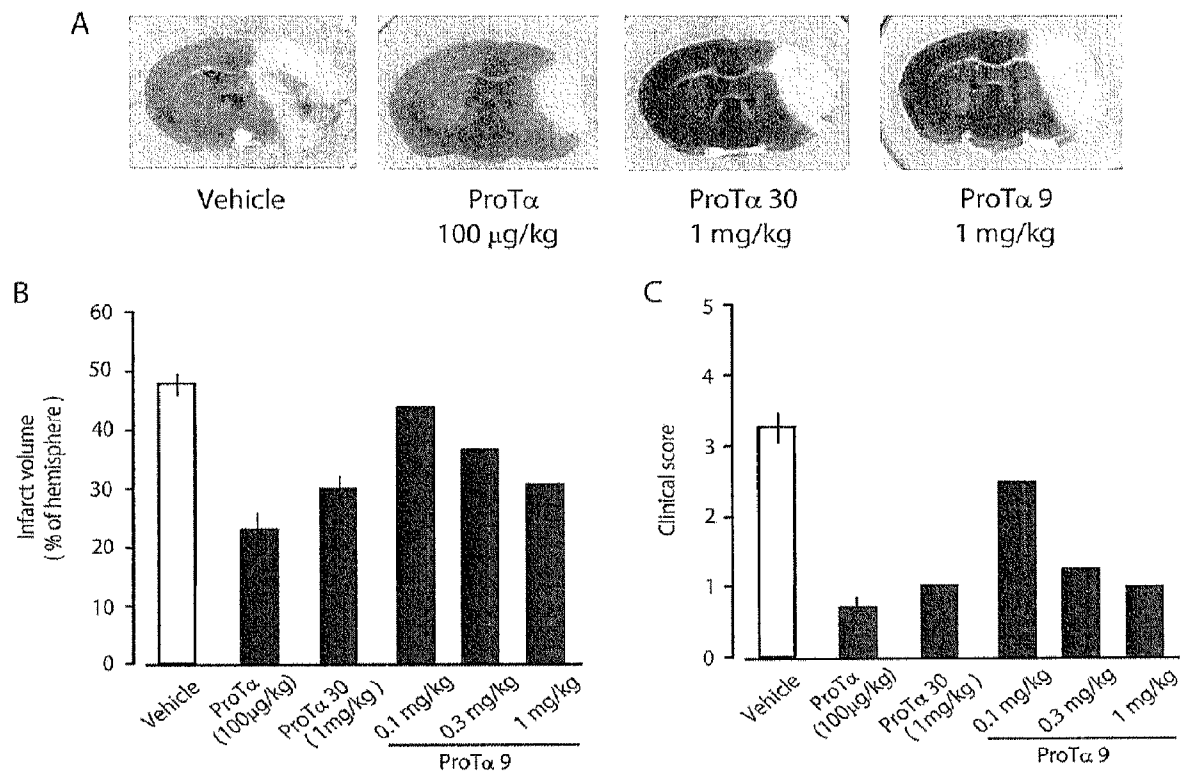 A
Vehicle
ProTα
100 μg/kg
ProTα 30
1 mg/kg
ProTα 9
1 mg/kg
B
Infarct volume
( % of hemisphere )
60
50
40
30
20
10
0
Vehicle
ProTα
(100μg/kg)
ProTα 30
( 1mg/kg )
0.1 mg/kg
0.3 mg/kg
1 mg/kg
ProTα 9
C
Clinical score
5
4
3
2
1
0
Vehicle
ProTα
(100μg/kg)
ProTα 30
( 1mg/kg )
0.1 mg/kg
0.3 mg/kg
1 mg/kg
ProTα 9